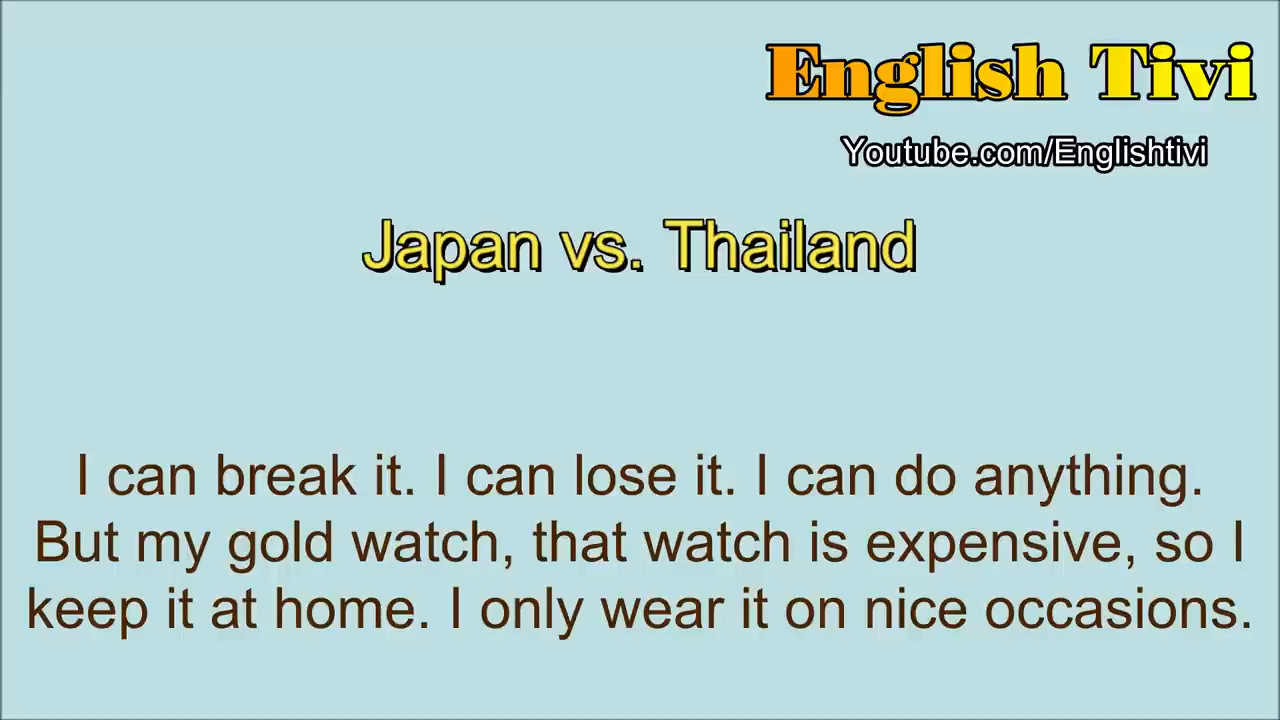 English Tivi
Youtube.com/Englishtivi
Japan vs. Thailand
I can break it. I can lose it. I can do anything.
But my gold watch, that watch is expensive, so I
keep it at home. I only wear it on nice occasions.